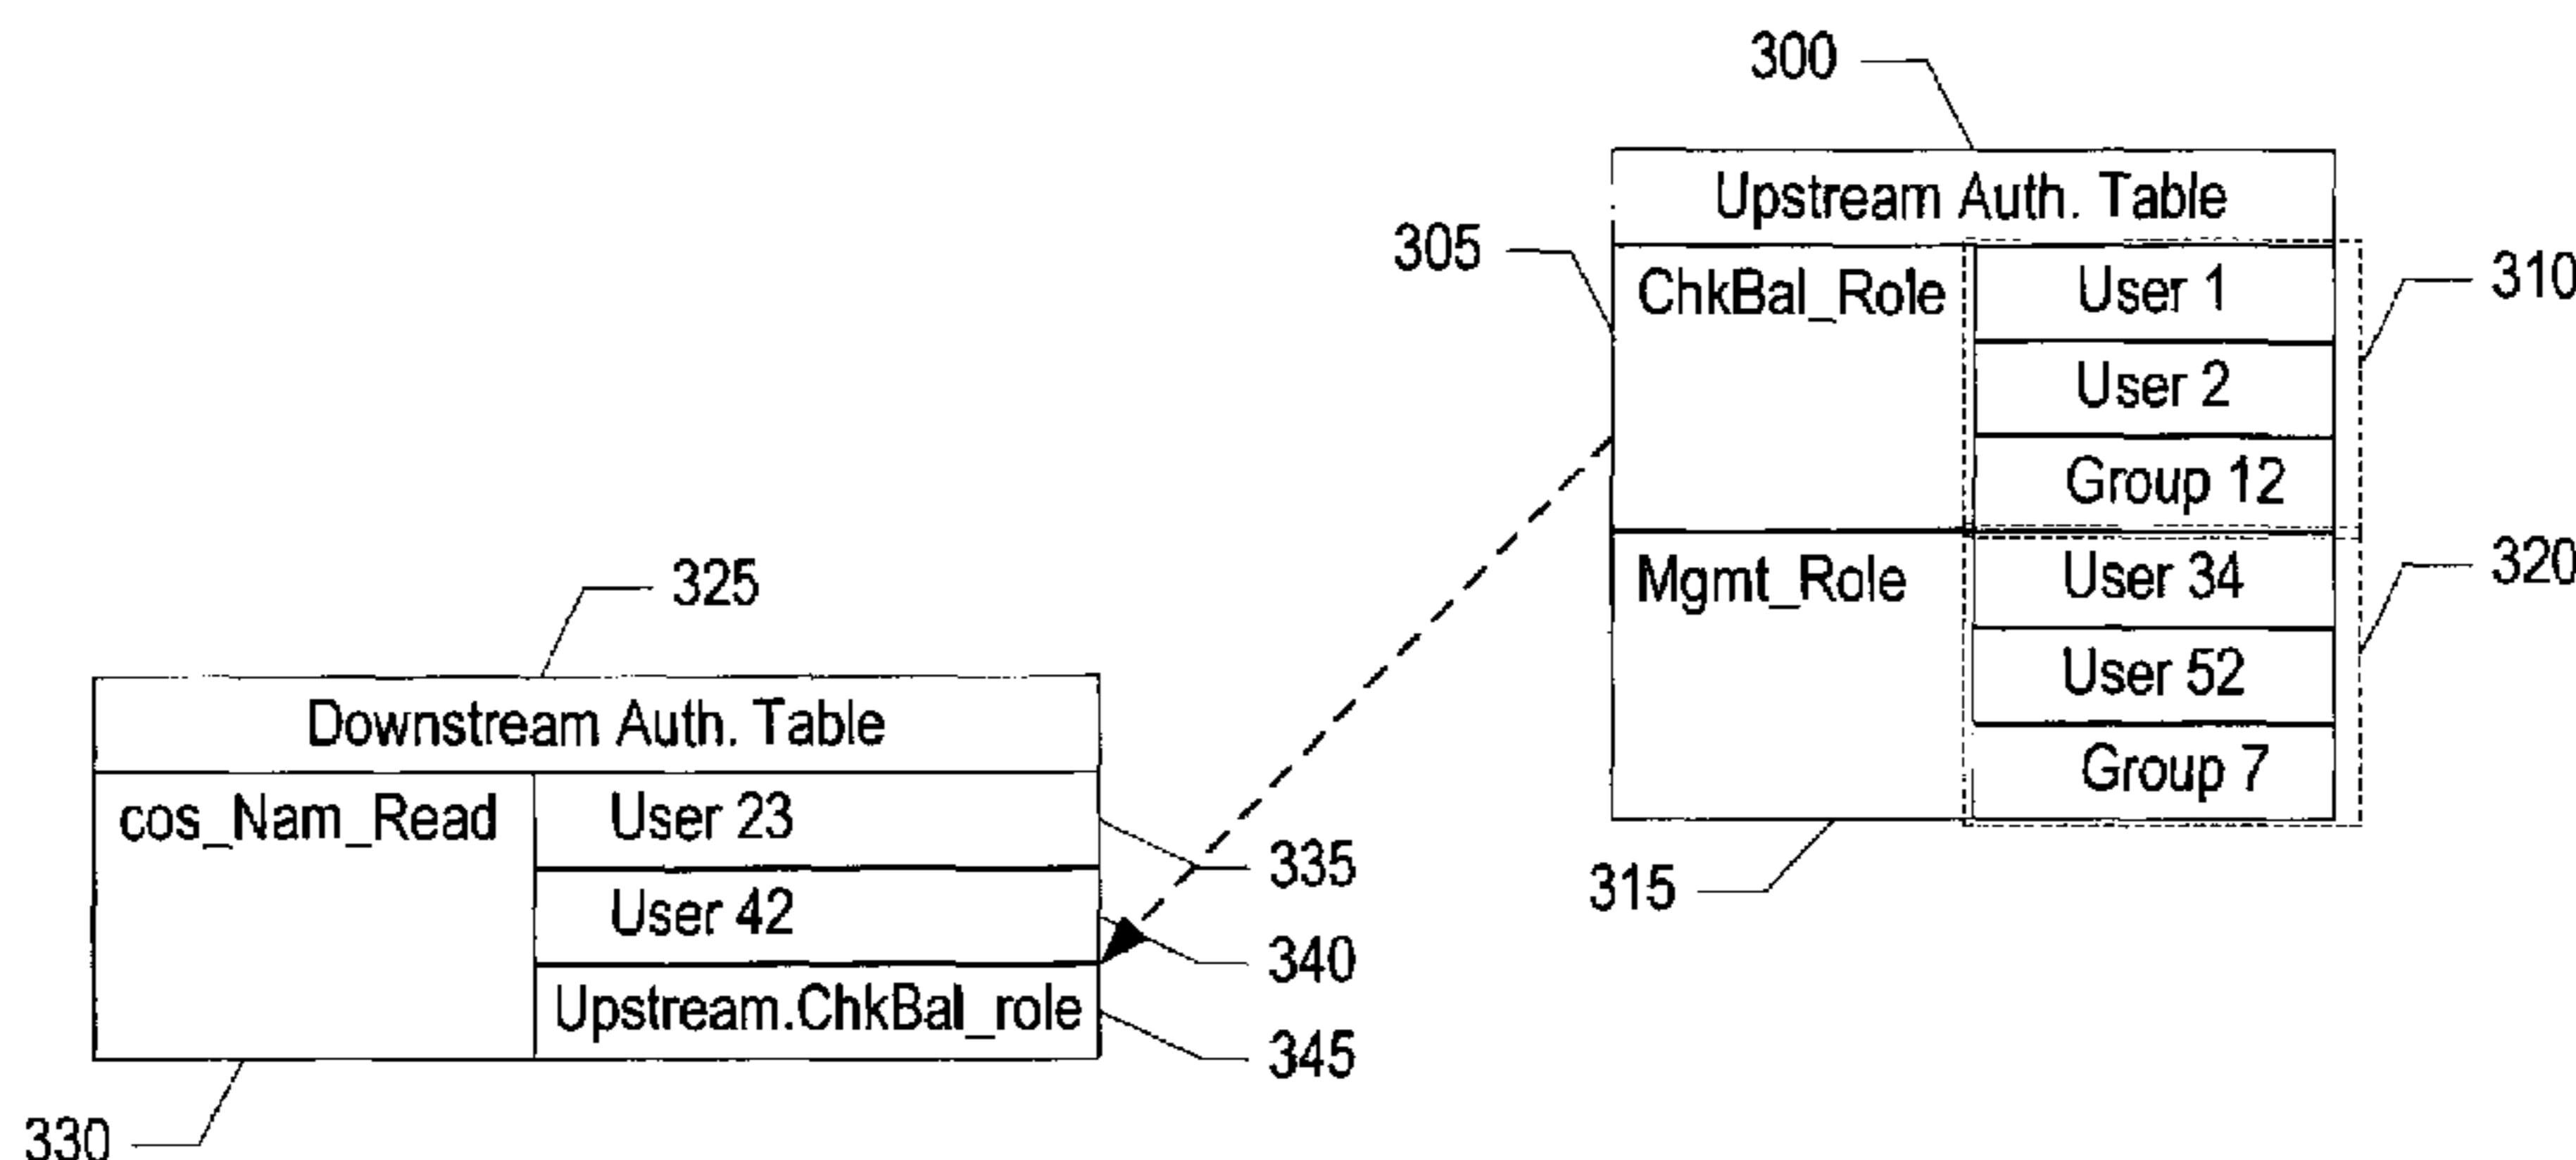 300
Upstream Auth. Table
305
ChkBal_Role
User 1
310
User 2
Group 12
Mgmt_Role
User 34
320
User 52
Group 7
315
325
Downstream Auth. Table
cos_Nam_Read
User 23
335
User 42
340
Upstream.ChkBal_role
345
330